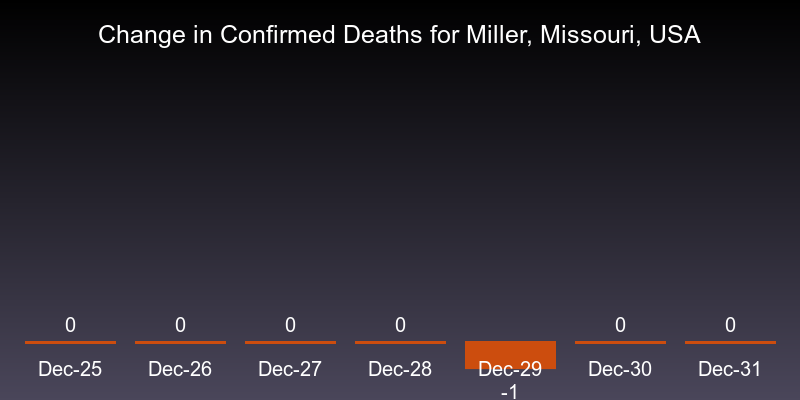 Change in Confirmed Deaths for Miller, Missouri, USA
0 0 0 0 0 0
Dec-25 Dec-26 Dec-27 Dec-28 Dec-29 Dec-30 Dec-31
-1